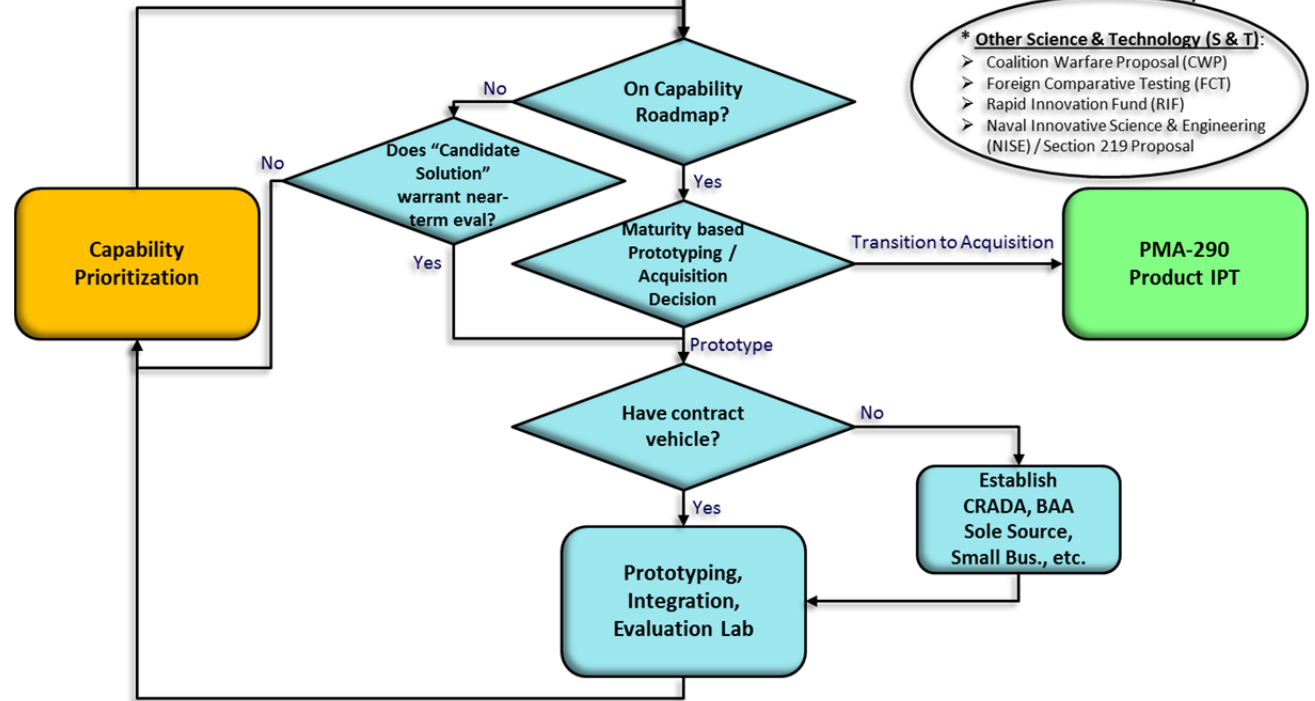 * Other Science & Technology (S & T):
➢ Coalition Warfare Proposal (CWP)
➢ Foreign Comparative Testing (FCT)
➢ Rapid Innovation Fund (RIF)
➢ Naval Innovative Science & Engineering
(NISE) / Section 219 Proposal
On Capability
Roadmap?
No
Yes
Does “Candidate
Solution”
warrant near-
term eval?
No
Yes
Capability
Prioritization
Maturity based
Prototyping /
Acquisition
Decision
Transition to Acquisition
PMA-290
Product IPT
Prototype
Have contract
vehicle?
No
Yes
Establish
CRADA, BAA
Sole Source,
Small Bus., etc.
Prototyping,
Integration,
Evaluation Lab